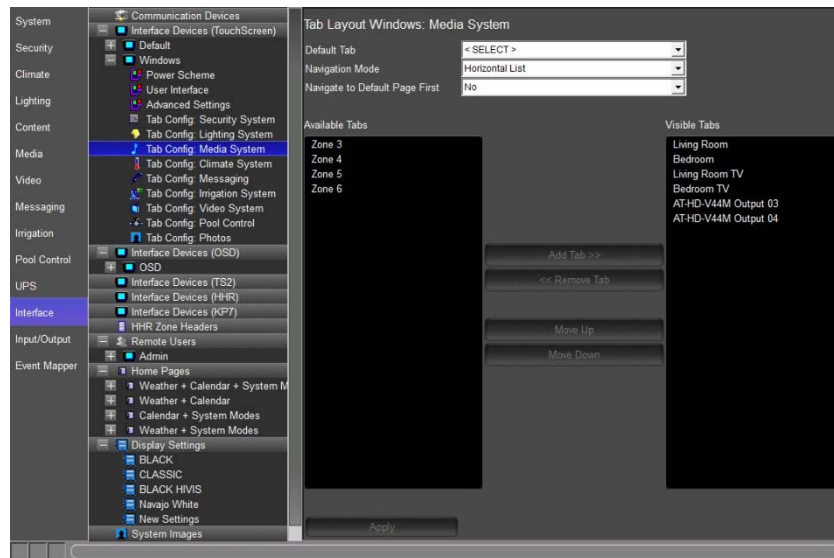 System
Security
Climate
Lighting
Content
Media
Video
Messaging
Irrigation
Pool Control
UPS
Interface
Input/Output
Event Mapper
Communication Devices
Interface Devices (TouchScreen)
Default
Windows
Power Scheme
User Interface
Advanced Settings
Tab Config: Security System
Tab Config: Lighting System
Tab Config: Media System
Tab Config: Climate System
Tab Config: Messaging
Tab Config: Irrigation System
Tab Config: Video System
Tab Config: Pool Control
Tab Config: Photos
Interface Devices (OSD)
OSD
Interface Devices (TS2)
Interface Devices (HHR)
Interface Devices (KP7)
HHR Zone Headers
Remote Users
Admin
Home Pages
Weather + Calendar + System M
Weather + Calendar
Calendar + System Modes
Weather + System Modes
Display Settings
BLACK
CLASSIC
BLACK HIVIS
Navajo White
New Settings
System Images
Tab Layout Windows: Media System
Default Tab < SELECT >
Navigation Mode Horizontal List
Navigate to Default Page First No
Available Tabs
Zone 3
Zone 4
Zone 5
Zone 6
Add Tab >>
<< Remove Tab
Move Up
Move Down
Visible Tabs
Living Room
Bedroom
Living Room TV
Bedroom TV
AT-HD-V44M Output 03
AT-HD-V44M Output 04
Apply